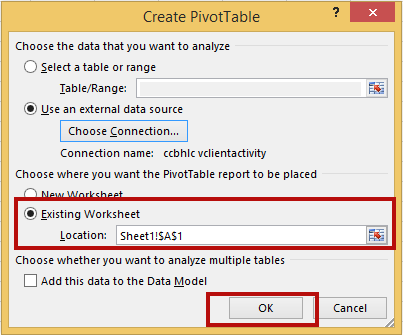 Create PivotTable ?
Choose the data that you want to analyze
Select a table or range
Table/Range:
Use an external data source
Choose Connection...
Connection name: ccbhlc vclientactivity
Choose where you want the PivotTable report to be placed
New Worksheet
Existing Worksheet
Location: Sheet1!$A$1
Choose whether you want to analyze multiple tables
Add this data to the Data Model
OK Cancel